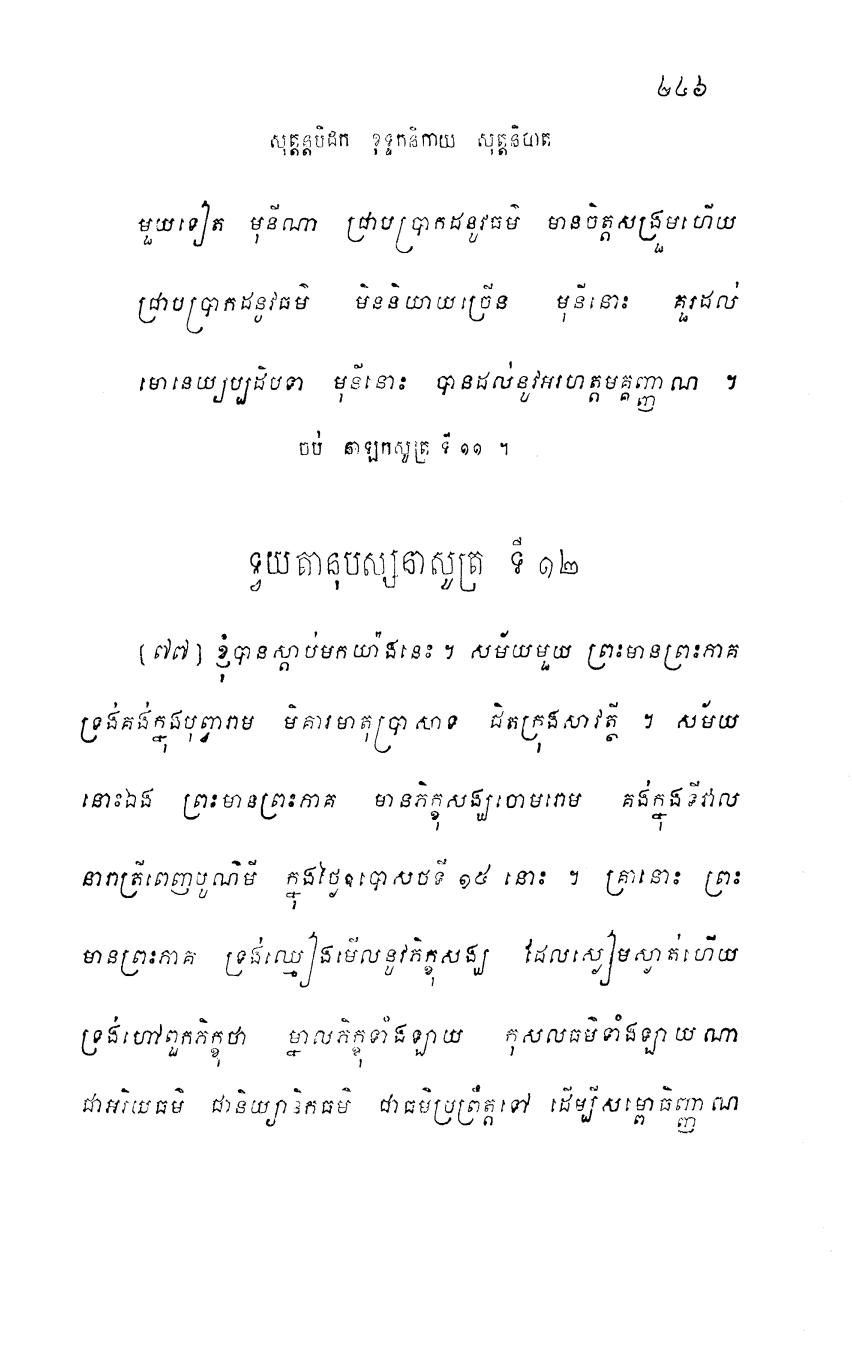 ២៤៦
សុត្តន្តបិដក ខុទ្ទកនិកាយ សុត្តនិបាត
មួយទៀត មុនីណា ជ្រាបប្រាកដនូវធម៌ មានចិត្តសង្រួមហើយ
ជ្រាបប្រាកដនូវធម៌ មិននិយាយច្រើន មុនីនោះ គួរដល់
មោនេយ្យប្បដិបទា មុនីនោះ បានដល់នូវអរហត្តមគ្គញ្ញាណ ។
ចប់ នាឡកសូត្រ ទី ១១ ។
ទ្វយតានុបស្សនាសូត្រ ទី ១២
[៧៧] ខ្ញុំបានស្តាប់មកយ៉ាងនេះ ។ សម័យមួយ ព្រះមានព្រះភាគ
ទ្រង់គង់ក្នុងបុព្វារាម មិគារមាតុប្រាសាទ ជិតក្រុងសាវត្ថី ។ សម័យ
នោះឯង ព្រះមានព្រះភាគ មានភិក្ខុសង្ឃចោមរោម គង់ក្នុងទីវាល
នារាត្រីពេញបូណ៌មី ក្នុងថ្ងៃឧបោសថទី ១៥ នោះ ។ គ្រានោះ ព្រះ
មានព្រះភាគ ទ្រង់ឈ្មៀងមើលនូវភិក្ខុសង្ឃ ដែលស្ងៀមស្ងាត់ហើយ
ទ្រង់ហៅពួកភិក្ខុថា ម្នាលភិក្ខុទាំងឡាយ កុសលធម៌ទាំងឡាយណា
ជាអរិយធម៌ ជានិយ្យានិកធម៌ ជាធម៌ប្រព្រឹត្តទៅ ដើម្បីសម្ពោធិញ្ញាណ